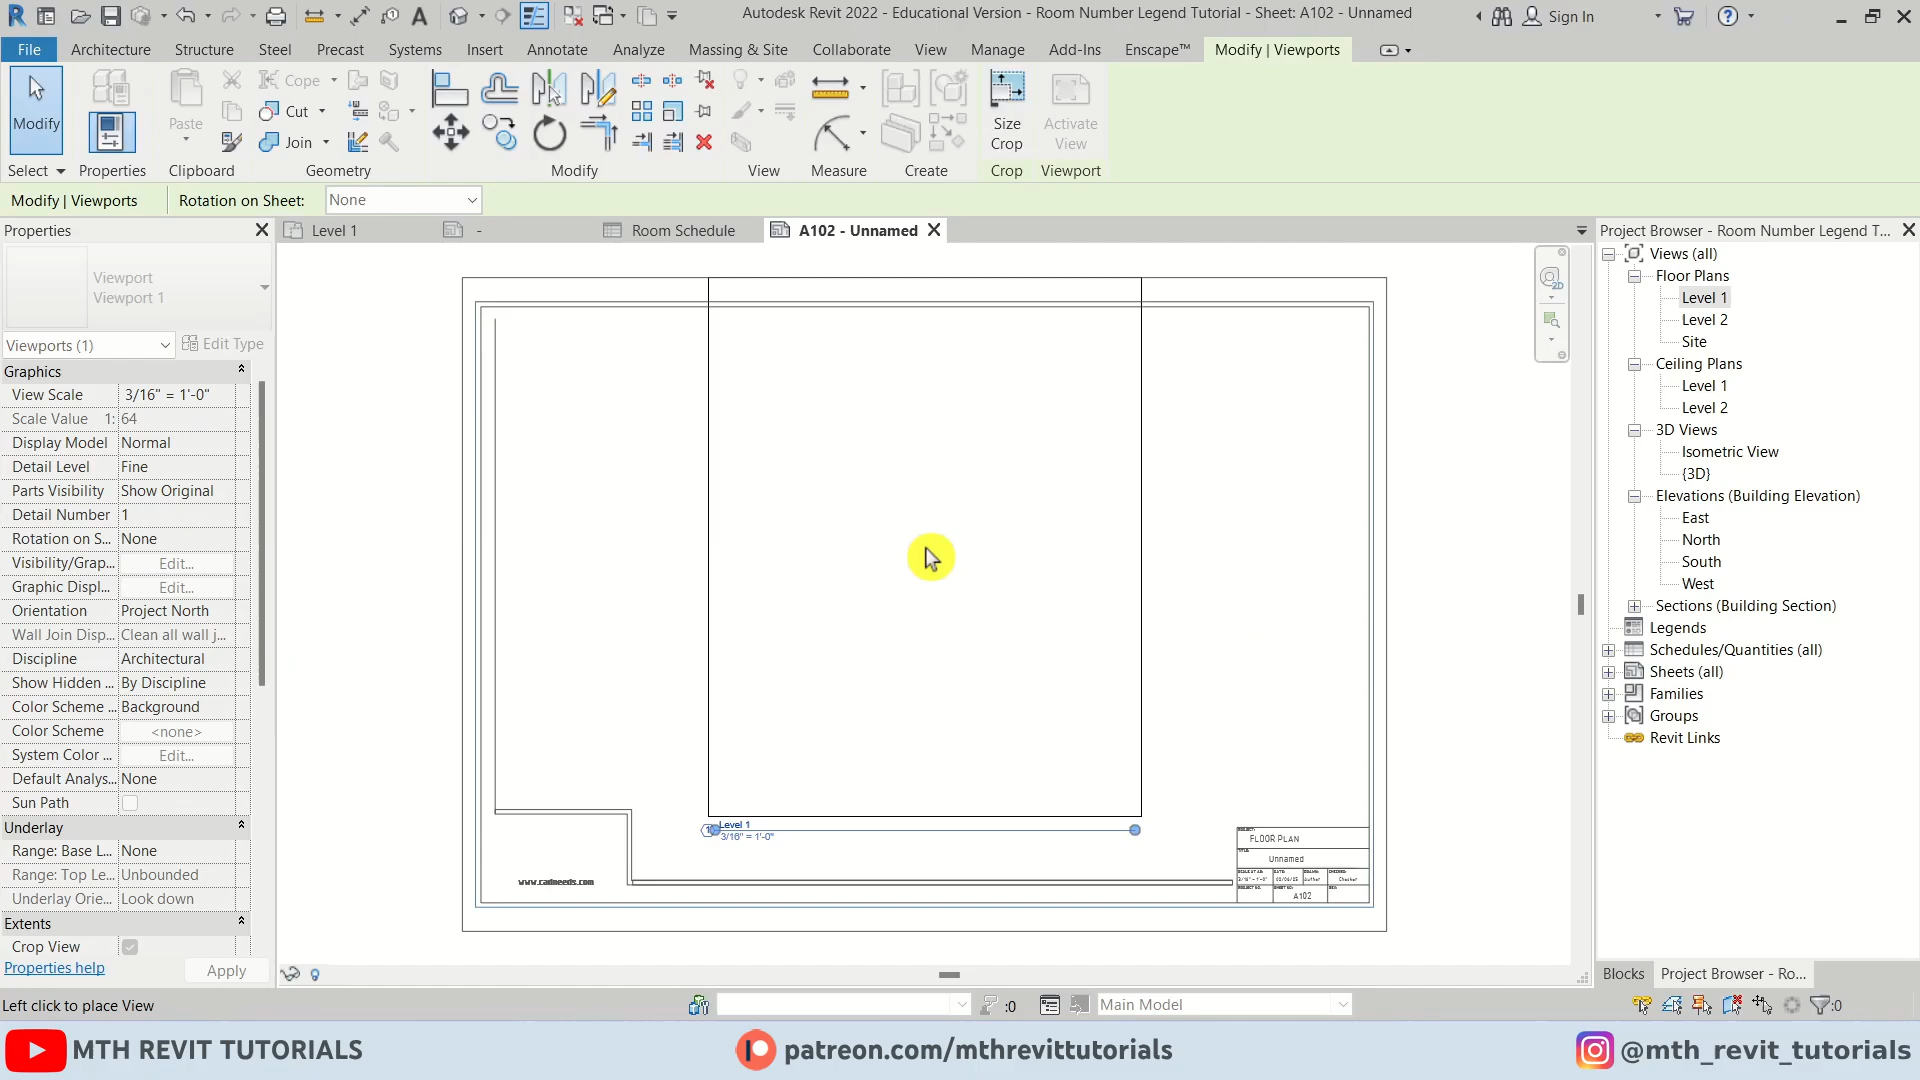 Autodesk Revit 2022 - Educational Version - Room Number Legend Tutorial - Sheet: A102 - Unnamed
Sign In
File Architecture Structure Steel Precast Systems Insert Annotate Analyze Massing & Site Collaborate View Manage Add-Ins Enscape™ Modify | Viewports
Modify
Paste
Cope
Cut
Join
Size Crop
Activate View
Select Properties Clipboard Geometry Modify View Measure Create Crop Viewport
Modify | Viewports Rotation on Sheet: None
Properties
Level 1 - Room Schedule A102 - Unnamed
Project Browser - Room Number Legend T...
Viewport
Viewport 1
Viewports (1) Edit Type
Graphics
View Scale 3/16" = 1'-0"
Scale Value 1: 64
Display Model Normal
Detail Level Fine
Parts Visibility Show Original
Detail Number 1
Rotation on S... None
Visibility/Grap... Edit...
Graphic Displ... Edit...
Orientation Project North
Wall Join Disp... Clean all wall j...
Discipline Architectural
Show Hidden ... By Discipline
Color Scheme ... Background
Color Scheme <none>
System Color ... Edit...
Default Analys... None
Sun Path
Underlay
Range: Base L... None
Range: Top Le... Unbounded
Underlay Orie... Look down
Extents
Crop View
Properties help Apply
Level 1
3/16" = 1'-0"
www.cadneeds.com
FLOOR PLAN
Unnamed
A102
Views (all)
Floor Plans
Level 1
Level 2
Site
Ceiling Plans
Level 1
Level 2
3D Views
Isometric View
{3D}
Elevations (Building Elevation)
East
North
South
West
Sections (Building Section)
Legends
Schedules/Quantities (all)
Sheets (all)
Families
Groups
Revit Links
Blocks Project Browser - Ro...
Left click to place View :0 Main Model :0
MTH REVIT TUTORIALS patreon.com/mthrevittutorials @mth_revit_tutorials